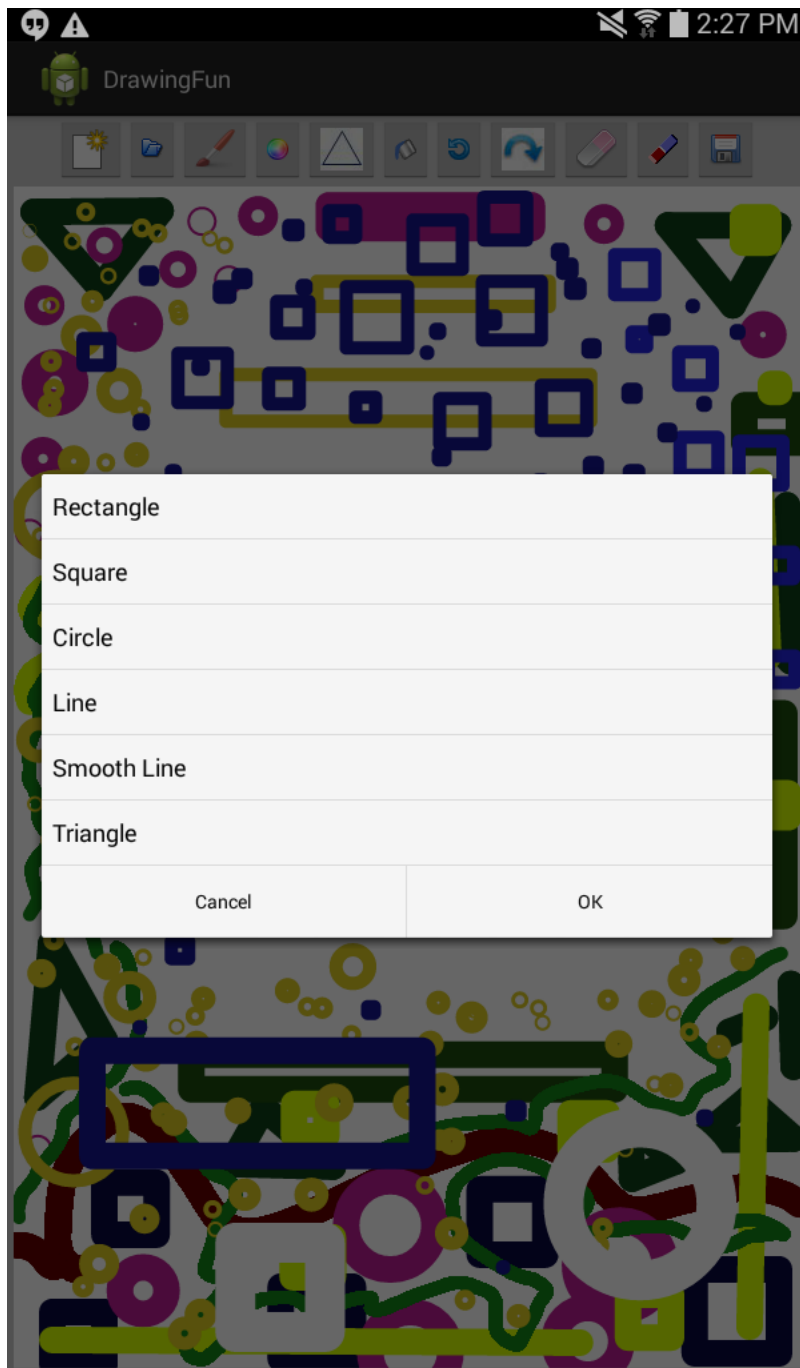 2:27 PM
DrawingFun
Rectangle
Square
Circle
Line
Smooth Line
Triangle
Cancel OK